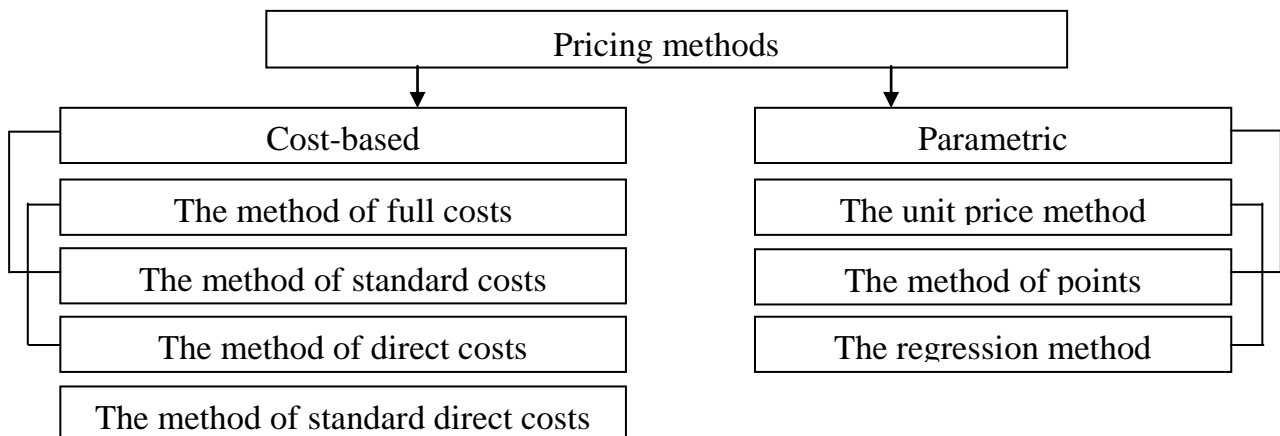 Pricing methods
Cost-based
Parametric
The method of full costs
The unit price method
The method of standard costs
The method of points
The method of direct costs
The regression method
The method of standard direct costs